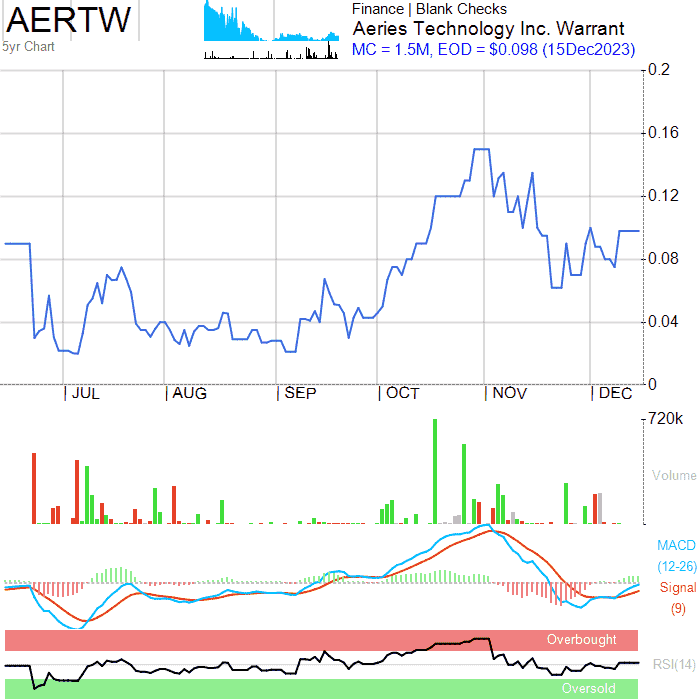 AERTW
5yr Chart
Finance | Blank Checks
Aeries Technology Inc. Warrant
MC = 1.5M, EOD = $0.098 (15Dec2023)
0.2
0.16
0.12
0.08
0.04
0
JUL AUG SEP OCT NOV DEC
720k
Volume
MACD
(12-26)
Signal
(9)
Overbought
RSI(14)
Oversold